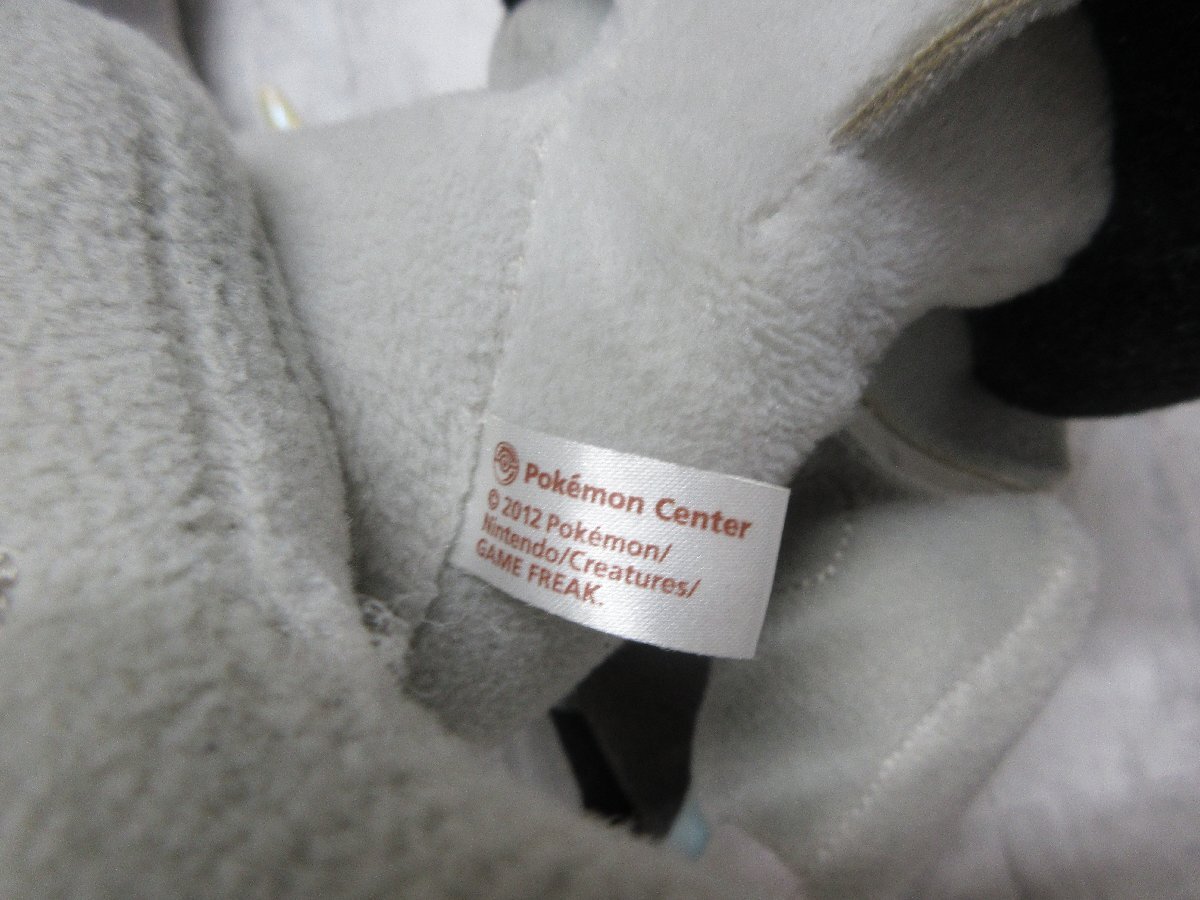 Pokémon Center
© 2012 Pokémon/
Nintendo/Creatures/
GAME FREAK.